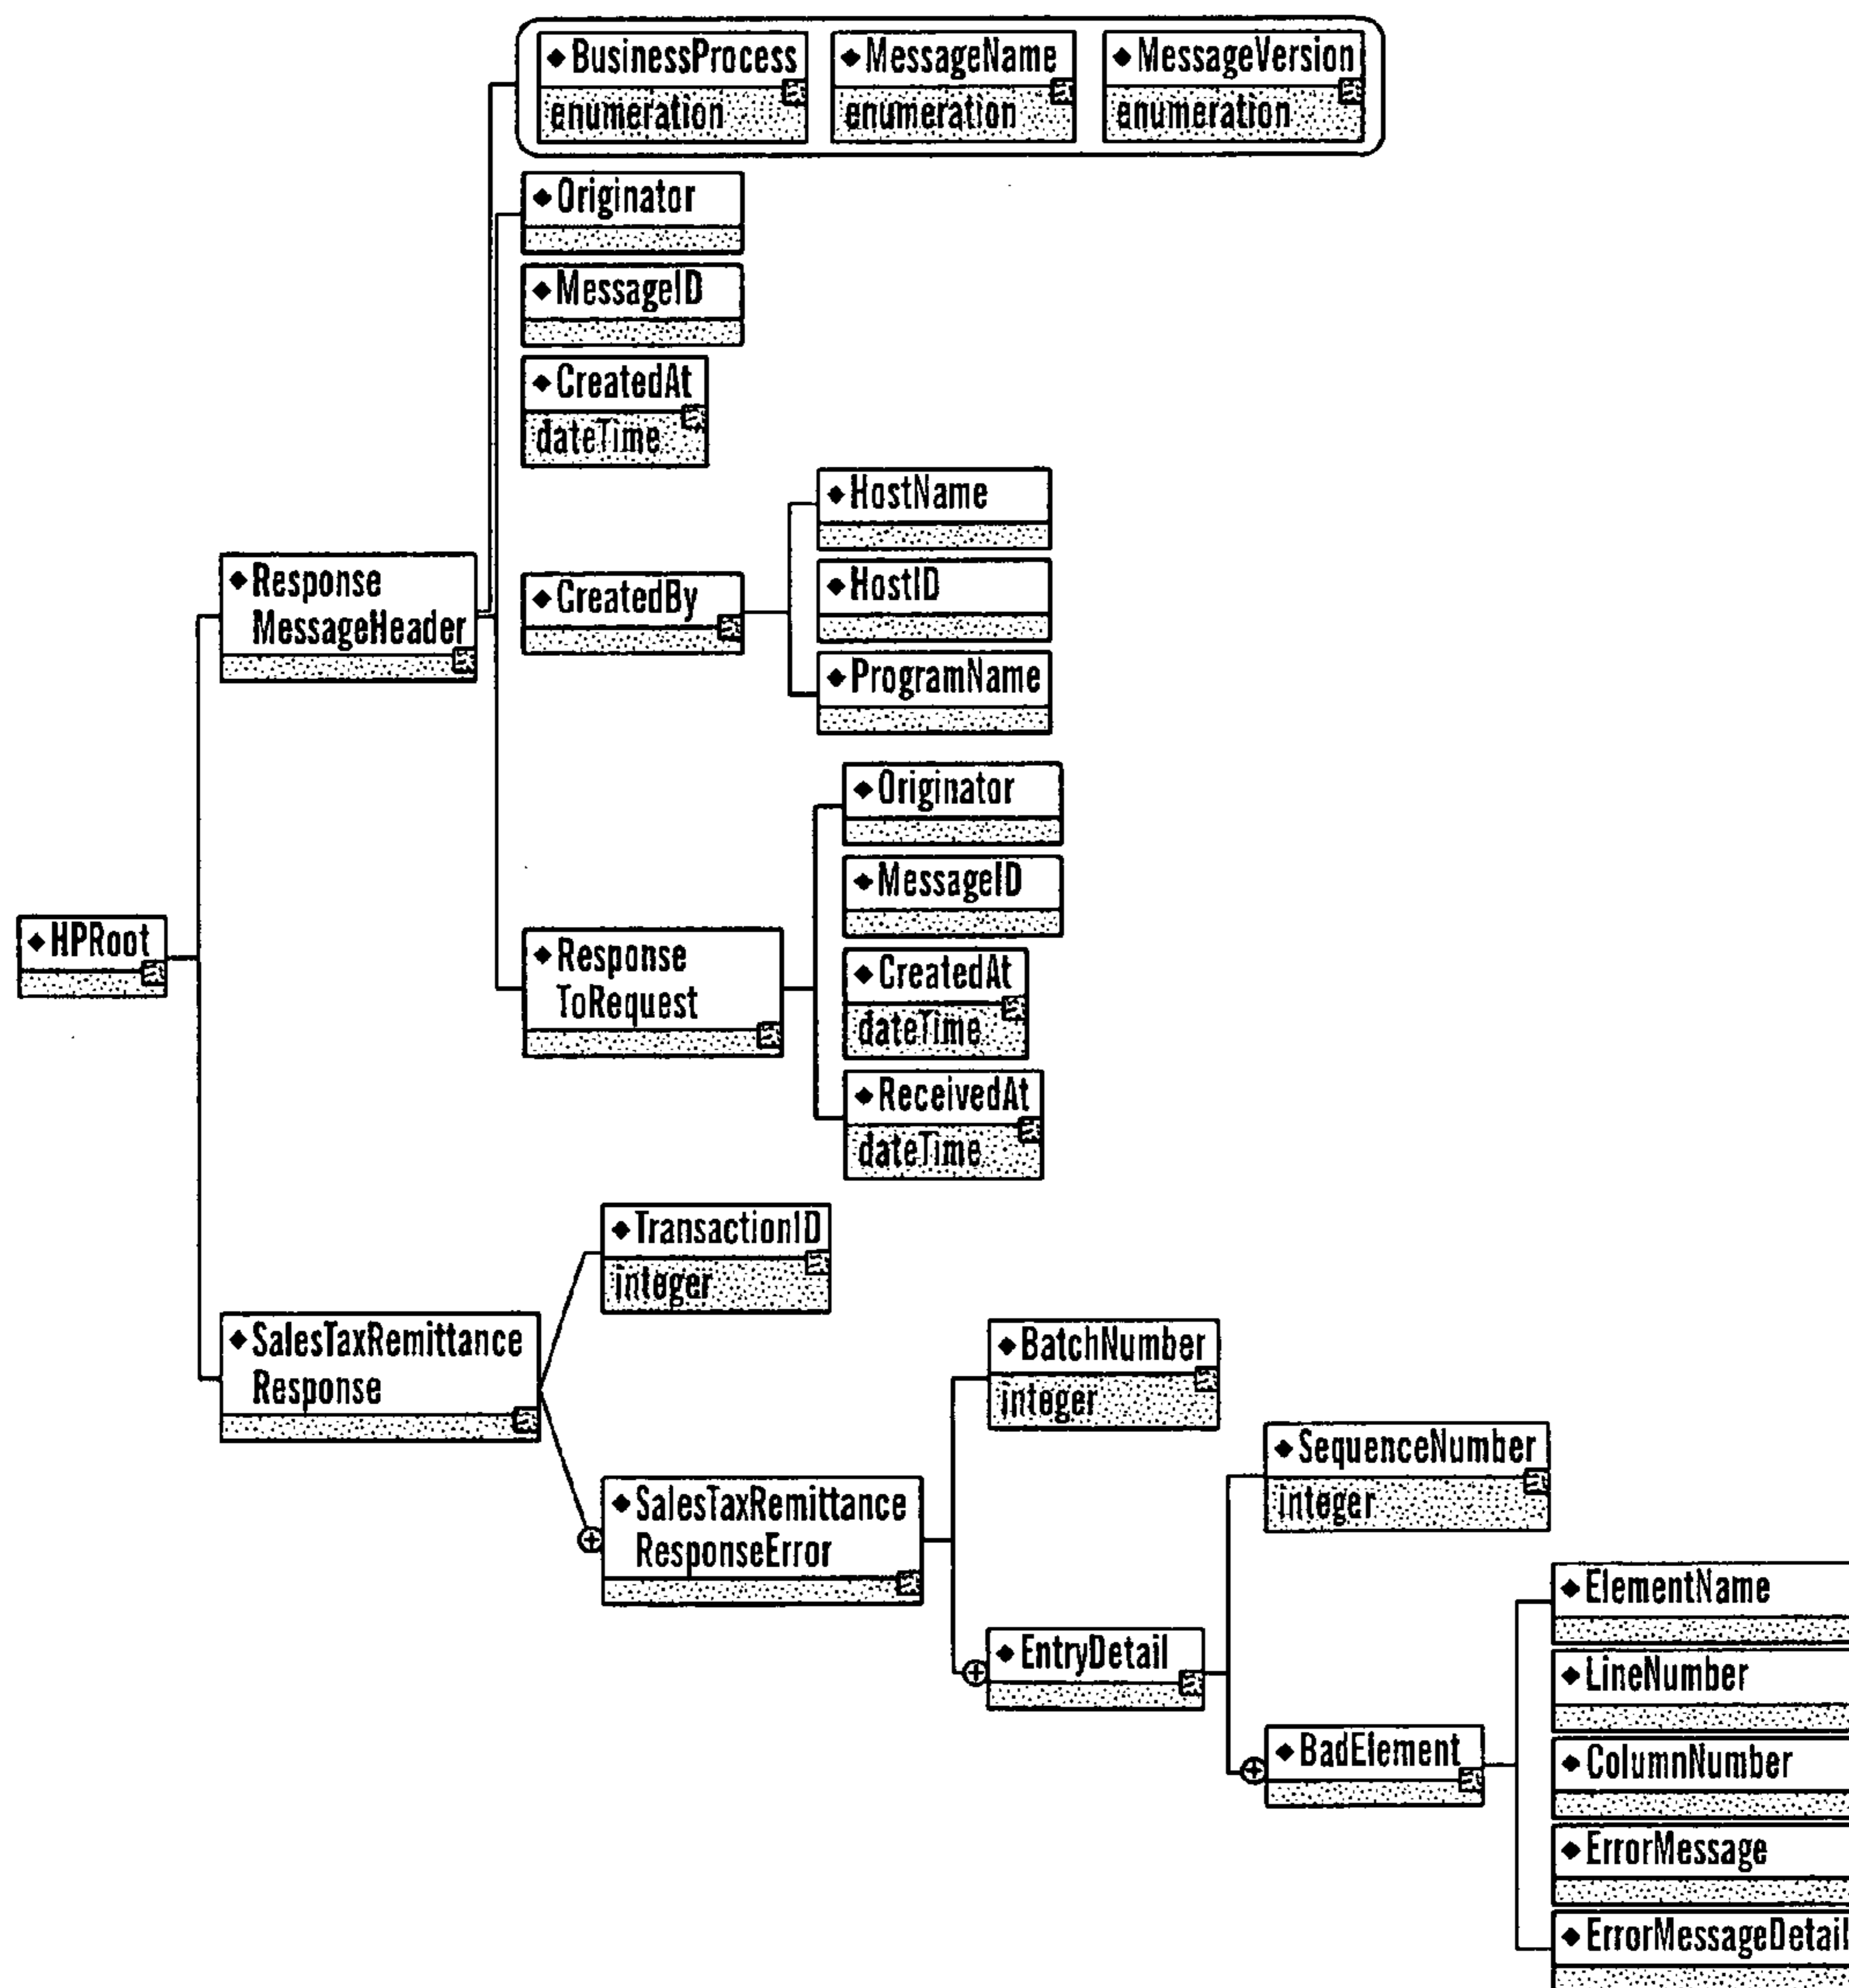 ◆BusinessProcess
enumeration
◆MessageName
enumeration
◆MessageVersion
enumeration
◆Originator
◆MessageID
◆CreatedAt
dateTime
◆HostName
◆HostID
◆ProgramName
◆CreatedBy
◆Response
MessageHeader
◆Originator
◆MessageID
◆CreatedAt
dateTime
◆ReceivedAt
dateTime
◆Response
ToRequest
◆HPRoot
◆TransactionID
integer
◆SalesTaxRemittance
Response
◆BatchNumber
integer
◆SalesTaxRemittance
ResponseError
◆SequenceNumber
integer
◆EntryDetail
◆ElementName
◆LineNumber
◆BadElement
◆ColumnNumber
◆ErrorMessage
◆ErrorMessageDetail